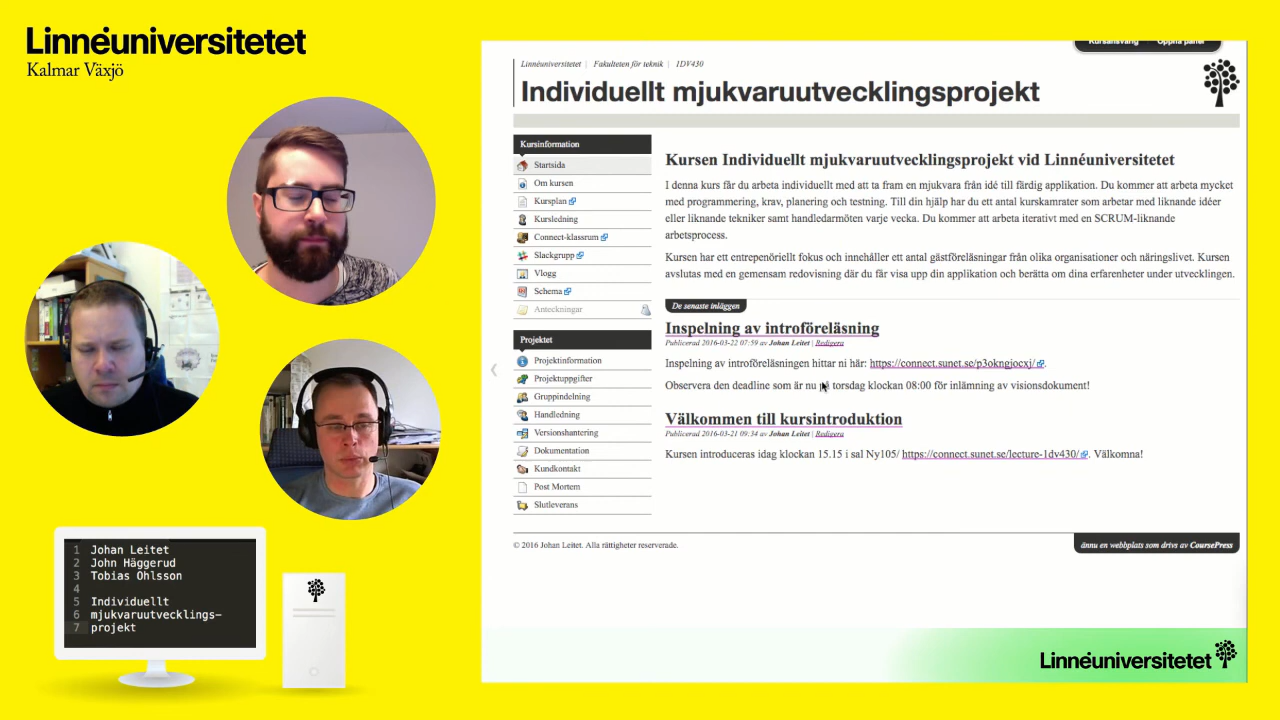 Linnéuniversitetet
Kalmar Växjö
1 Johan Leitet
2 John Häggerud
3 Tobias Ohlsson
4
5 Individuellt
6 mjukvaruutvecklings-
7 projekt
Kursansvarig Öppna panel
Linnéuniversitetet | Fakulteten för teknik | 1DV430
Individuellt mjukvaruutvecklingsprojekt
Kursinformation
Startsida
Om kursen
Kursplan
Kursledning
Connect-klassrum
Slackgrupp
Vlogg
Schema
Anteckningar
Projektet
Projektinformation
Projektuppgifter
Gruppindelning
Handledning
Versionshantering
Dokumentation
Kundkontakt
Post Mortem
Slutleverans
Kursen Individuellt mjukvaruutvecklingsprojekt vid Linnéuniversitetet
I denna kurs får du arbeta individuellt med att ta fram en mjukvara från idé till färdig applikation. Du kommer att arbeta mycket
med programmering, krav, planering och testning. Till din hjälp har du ett antal kurskamrater som arbetar med liknande idéer
eller liknande tekniker samt handledarmöten varje vecka. Du kommer att arbeta iterativt med en SCRUM-liknande
arbetsprocess.
Kursen har ett entrepenöriellt fokus och innehåller ett antal gästföreläsningar från olika organisationer och näringslivet. Kursen
avslutas med en gemensam redovisning där du får visa upp din applikation och berätta om dina erfarenheter under utvecklingen.
De senaste inläggen
Inspelning av introföreläsning
Publicerad 2016-03-22 07:59 av Johan Leitet | Redigera
Inspelning av introföreläsningen hittar ni här: https://connect.sunet.se/p3okngjocxj/.
Observera den deadline som är nu på torsdag klockan 08:00 för inlämning av visionsdokument!
Välkommen till kursintroduktion
Publicerad 2016-03-21 09:34 av Johan Leitet | Redigera
Kursen introduceras idag klockan 15.15 i sal Ny105/ https://connect.sunet.se/lecture-1dv430/. Välkomna!
© 2016 Johan Leitet. Alla rättigheter reserverade.
ännu en webbplats som drivs av CoursePress
Linnéuniversitetet